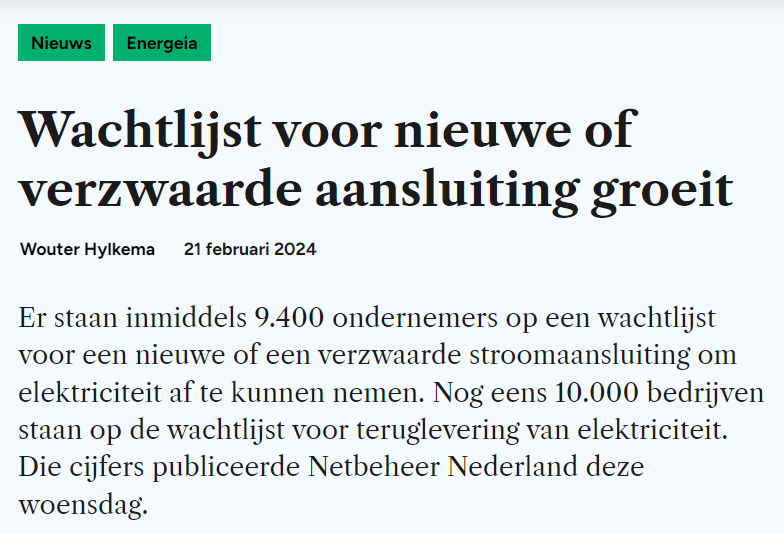 Nieuws Energeia
Wachtlijst voor nieuwe of
verzwaarde aansluiting groeit
Wouter Hylkema 21 februari 2024
Er staan inmiddels 9.400 ondernemers op een wachtlijst
voor een nieuwe of een verzwaarde stroomaansluiting om
elektriciteit af te kunnen nemen. Nog eens 10.000 bedrijven
staan op de wachtlijst voor teruglevering van elektriciteit.
Die cijfers publiceerde Netbeheer Nederland deze
woensdag.